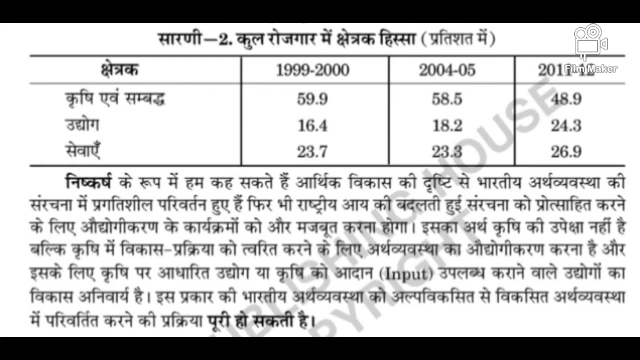 सारणी—2. कुल रोजगार में क्षेत्रक हिस्सा (प्रतिशत में)
FilmMaker
क्षेत्रक 1999-2000 2004-05
कृषि एवं सम्बद्ध 59.9 58.5 48.9
उद्योग 16.4 18.2 24.3
सेवाएँ 23.7 23.3 26.9
निष्कर्ष के रूप में हम कह सकते हैं आर्थिक विकास की दृष्टि से भारतीय अर्थव्यवस्था की
संरचना में प्रगतिशील परिवर्तन हुए हैं फिर भी राष्ट्रीय आय की बदलती हुई संरचना को प्रोत्साहित करने
के लिए औद्योगीकरण के कार्यक्रमों को और मजबूत करना होगा। इसका अर्थ कृषि की उपेक्षा नहीं है
बल्कि कृषि में विकास-प्रक्रिया को त्वरित करने के लिए अर्थव्यवस्था का औद्योगीकरण करना है और
इसके लिए कृषि पर आधारित उद्योग या कृषि को आदान (Input) उपलब्ध कराने वाले उद्योगों का
विकास अनिवार्य है। इस प्रकार की भारतीय अर्थव्यवस्था को अल्पविकसित से विकसित अर्थव्यवस्था
में परिवर्तित करने की प्रक्रिया पूरी हो सकती है।
PUBLISHING HOUSE
COPYRIGHT